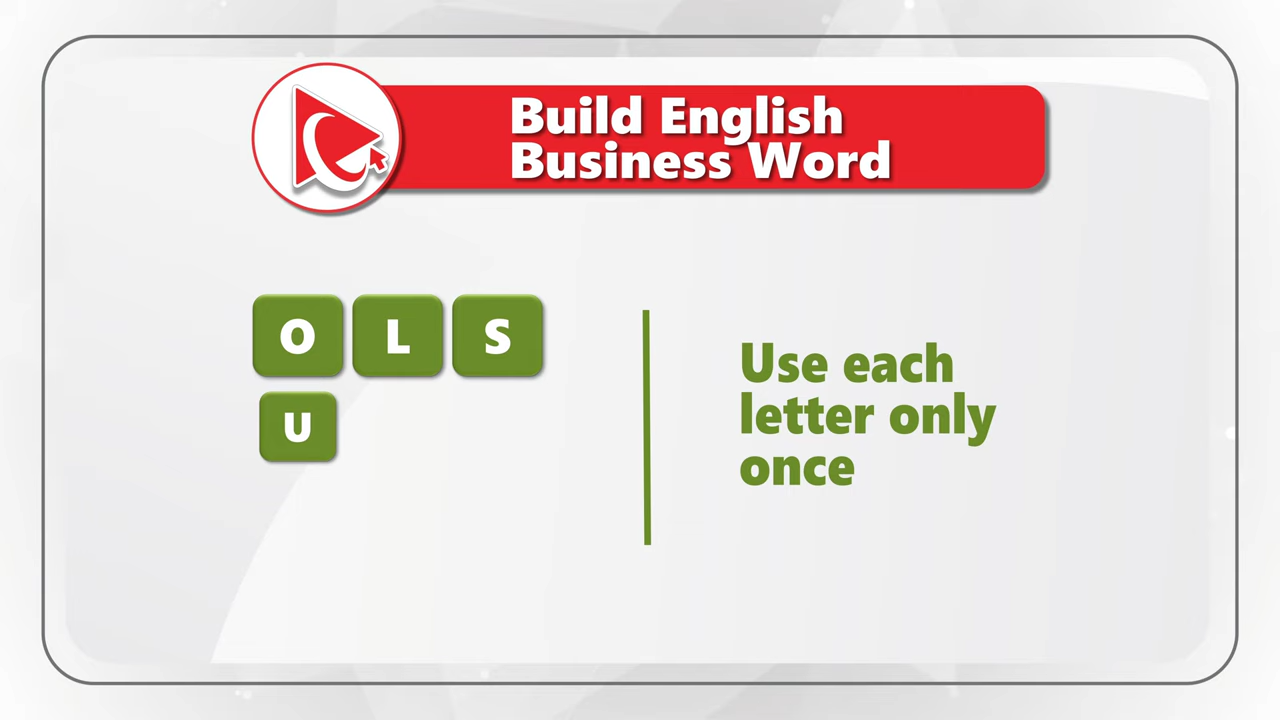 Build English
Business Word
O L S
U
Use each
letter only
once